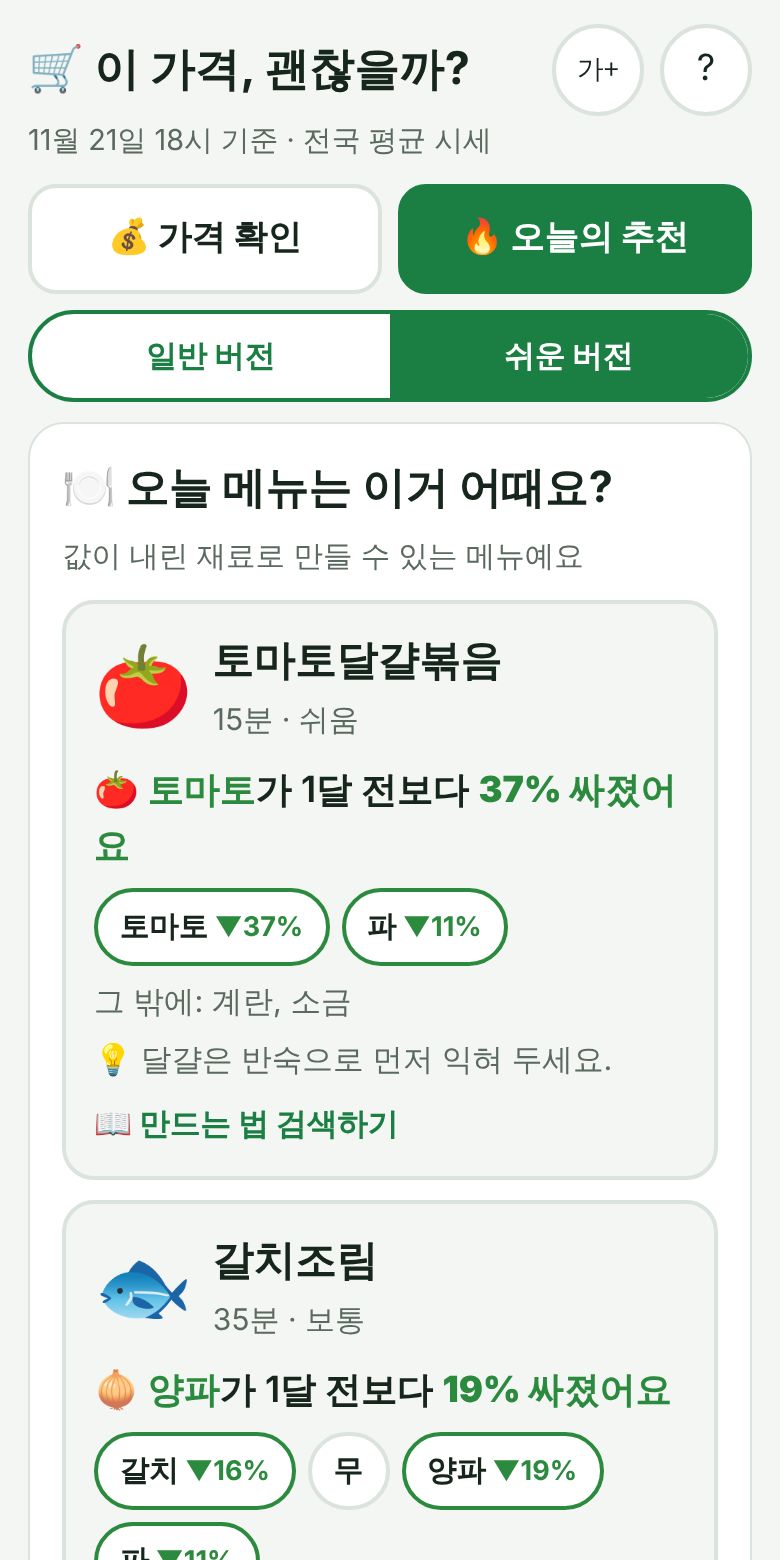 이 가격, 괜찮을까?
가+
?
11월 21일 18시 기준 · 전국 평균 시세
가격 확인
오늘의 추천
일반 버전
쉬운 버전
오늘 메뉴는 이거 어때요?
값이 내린 재료로 만들 수 있는 메뉴예요
토마토달걀볶음
15분 · 쉬움
토마토가 1달 전보다 37% 싸졌어
요
토마토 ▼37%
파 ▼11%
그 밖에: 계란, 소금
달걀은 반숙으로 먼저 익혀 두세요.
만드는 법 검색하기
갈치조림
35분 · 보통
양파가 1달 전보다 19% 싸졌어요
갈치 ▼16%
무
양파 ▼19%
파 ▼11%